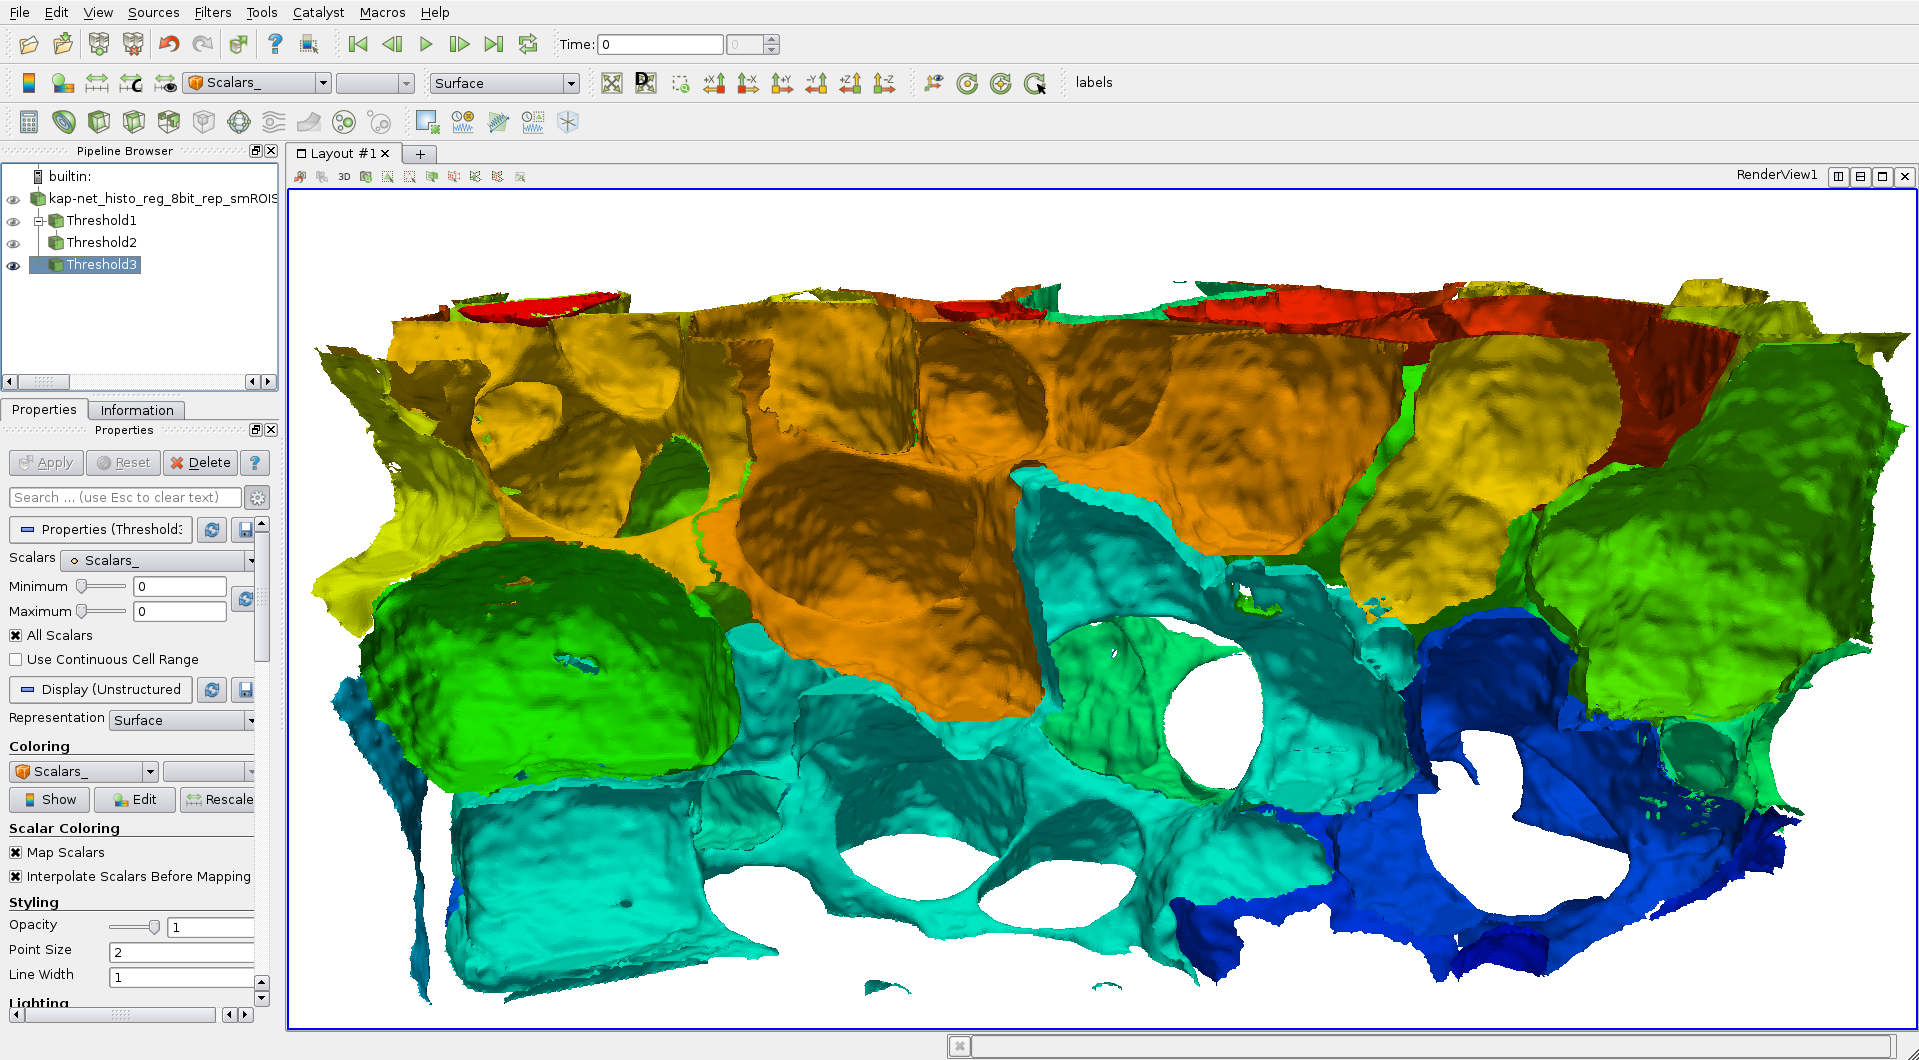 File Edit View Sources Filters Tools Catalyst Macros Help
Time: 0 0
Scalars_ Surface labels
Pipeline Browser
Layout #1
3D
RenderView1
builtin:
kap-net_histo_reg_8bit_rep_smROIS
Threshold1
Threshold2
Threshold3
Properties Information
Properties
Apply Reset Delete ?
Search ... (use Esc to clear text)
Properties (Threshold3
Scalars Scalars_
Minimum 0
Maximum 0
All Scalars
Use Continuous Cell Range
Display (Unstructured
Representation Surface
Coloring
Scalars_
Show Edit Rescale
Scalar Coloring
Map Scalars
Interpolate Scalars Before Mapping
Styling
Opacity 1
Point Size 2
Line Width 1
Lighting